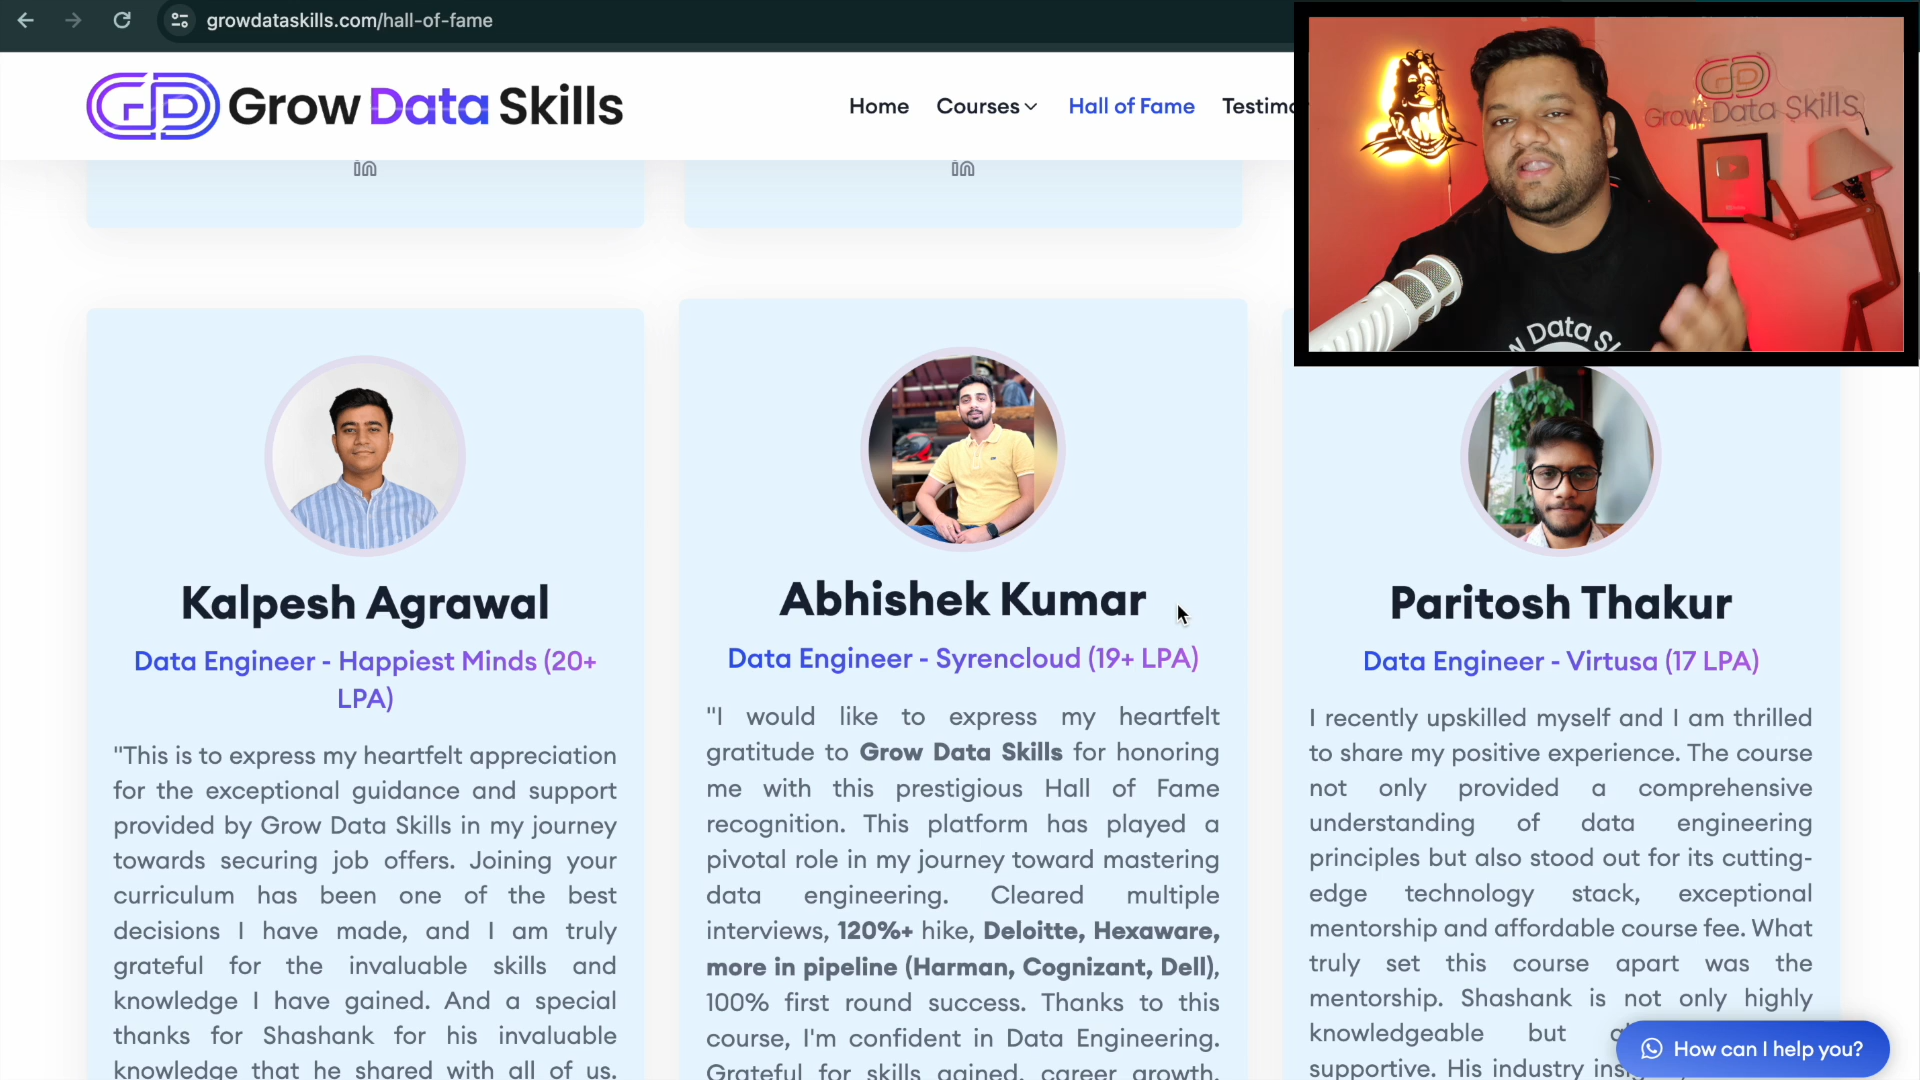 growdataskills.com/hall-of-fame
GD Grow Data Skills
Home Courses Hall of Fame
GD
Grow Data Skills
Data
in in
Kalpesh Agrawal
Data Engineer - Happiest Minds (20+
LPA)
"This is to express my heartfelt appreciation
for the exceptional guidance and support
provided by Grow Data Skills in my journey
towards securing job offers. Joining your
curriculum has been one of the best
decisions I have made, and I am truly
grateful for the invaluable skills and
knowledge I have gained. And a special
thanks for Shashank for his invaluable
knowledge that he shared with all of us.
Abhishek Kumar
Data Engineer - Syrencloud (19+ LPA)
"I would like to express my heartfelt
gratitude to Grow Data Skills for honoring
me with this prestigious Hall of Fame
recognition. This platform has played a
pivotal role in my journey toward mastering
data engineering. Cleared multiple
interviews, 120%+ hike, Deloitte, Hexaware,
more in pipeline (Harman, Cognizant, Dell),
100% first round success. Thanks to this
course, I'm confident in Data Engineering.
Grateful for skills gained, career growth,
Paritosh Thakur
Data Engineer - Virtusa (17 LPA)
I recently upskilled myself and I am thrilled
to share my positive experience. The course
not only provided a comprehensive
understanding of data engineering
principles but also stood out for its cutting-
edge technology stack, exceptional
mentorship and affordable course fee. What
truly set this course apart was the
mentorship. Shashank is not only highly
knowledgeable but
supportive. His industry
How can I help you?